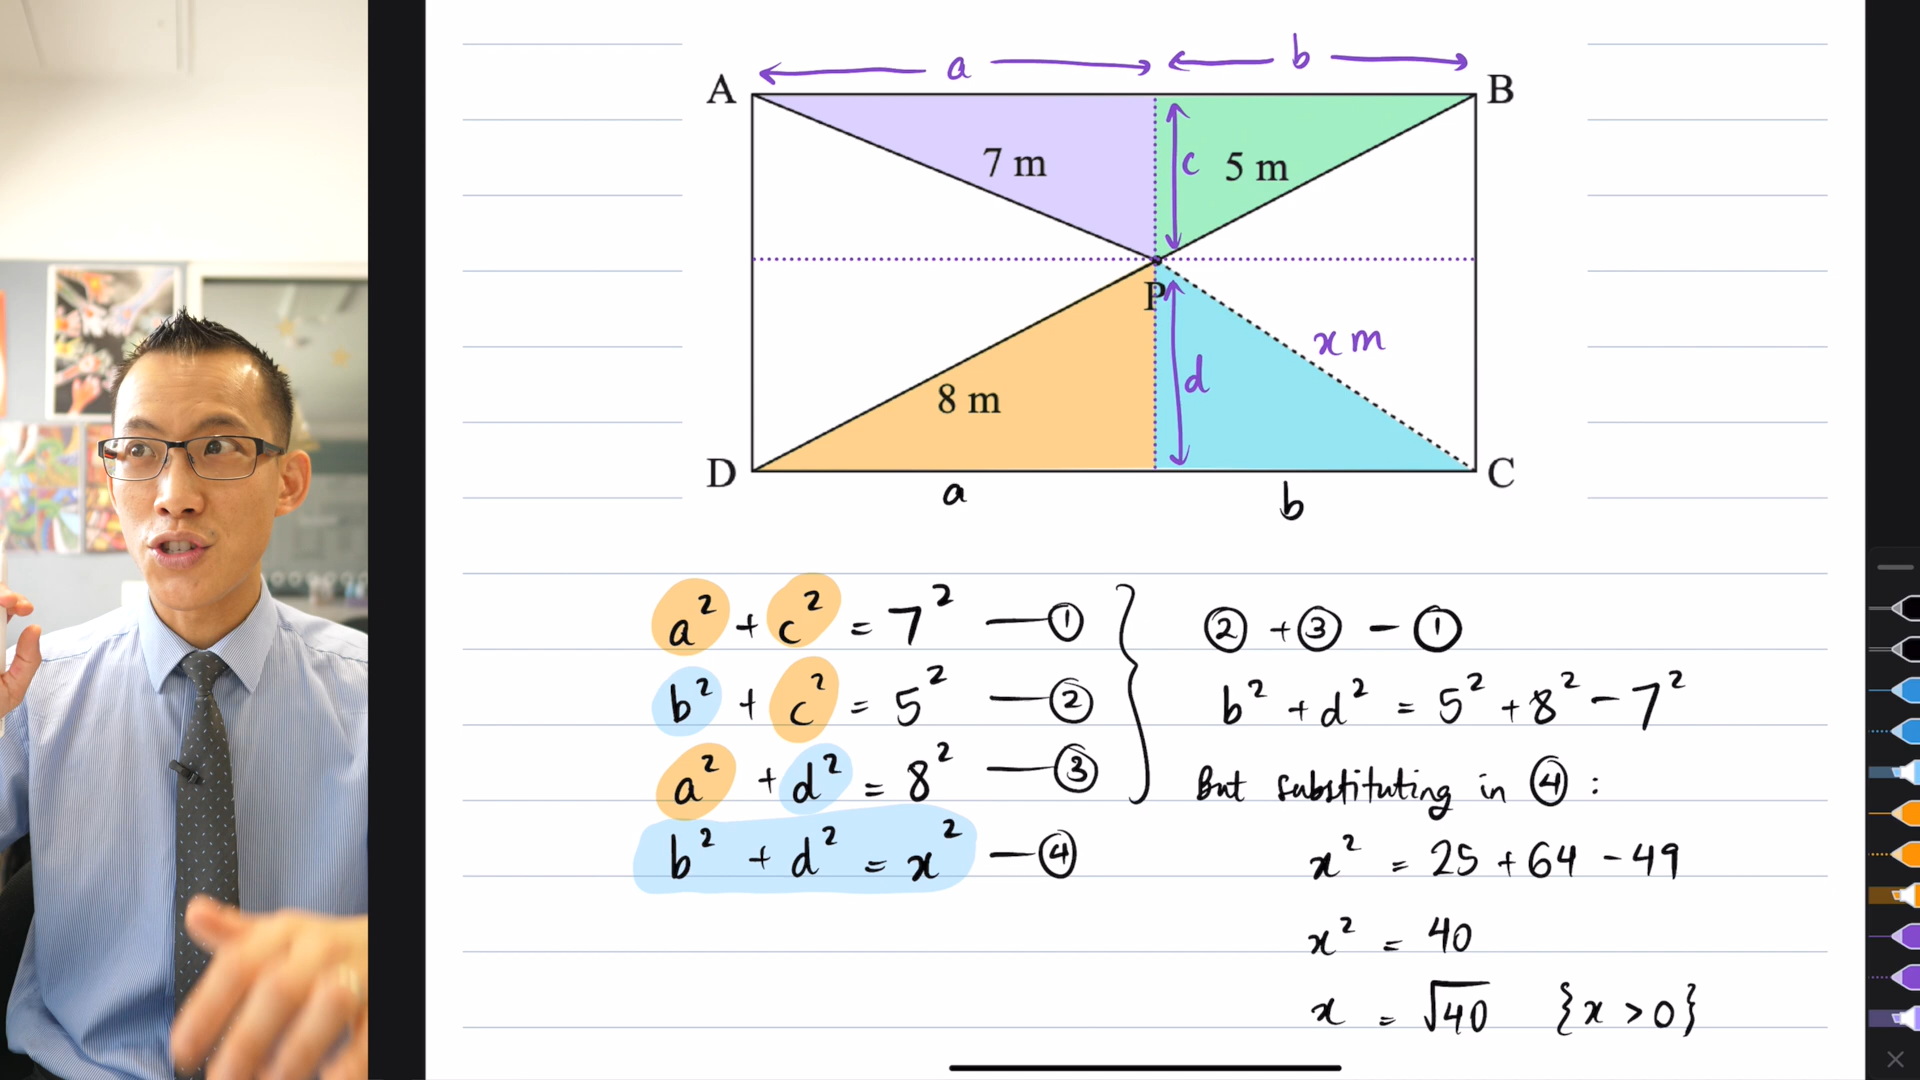 a b
A B
7 m c 5 m
P
x m
8 m d
D C
a b
a² + c² = 7² — ①
b² + c² = 5² — ②
a² + d² = 8² — ③
b² + d² = x² — ④
② + ③ - ①
b² + d² = 5² + 8² - 7²
But substituting in ④ :
x² = 25 + 64 - 49
x² = 40
x = √40 {x > 0}